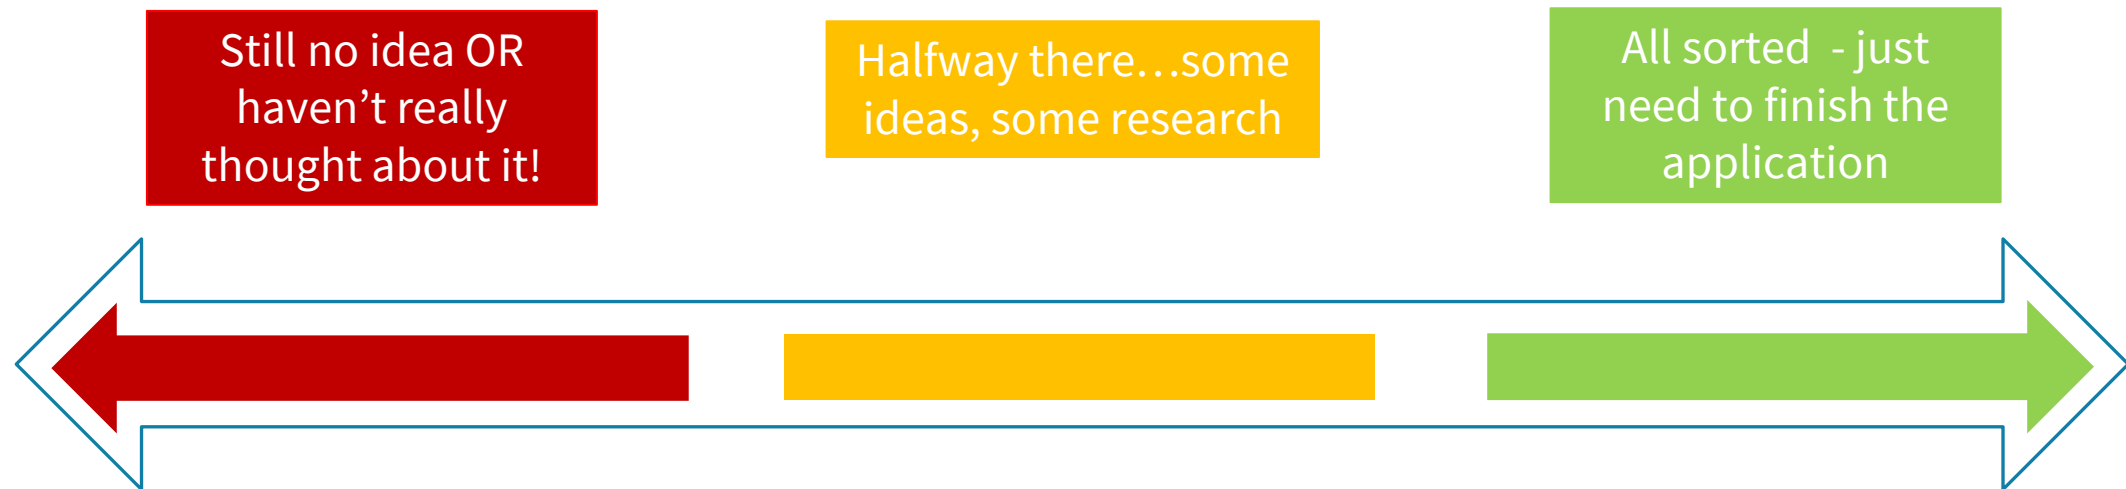 Still no idea OR
haven’t really
thought about it!
Halfway there…some
ideas, some research
All sorted  - just
need to finish the
application